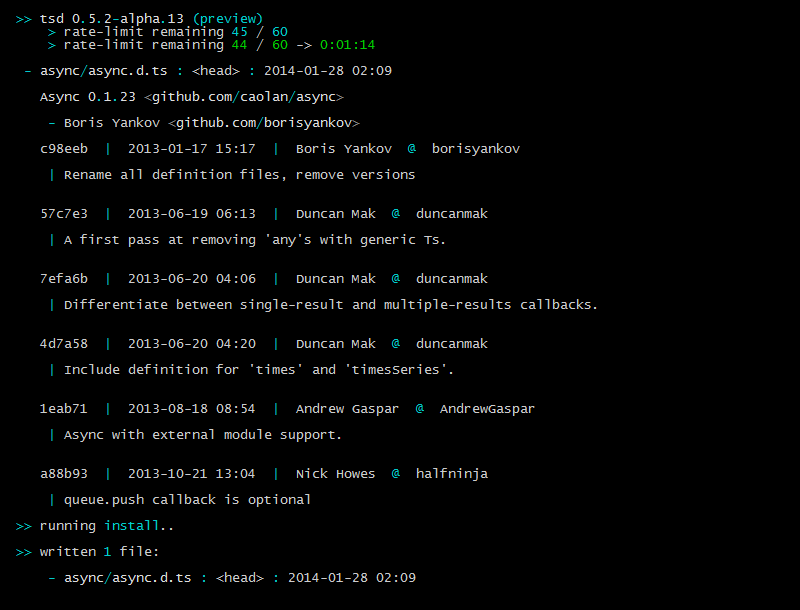 >> tsd 0.5.2-alpha.13 (preview)
> rate-limit remaining 45 / 60
> rate-limit remaining 44 / 60 -> 0:01:14
- async/async.d.ts : <head> : 2014-01-28 02:09
Async 0.1.23 <github.com/caolan/async>
- Boris Yankov <github.com/borisyankov>
c98eeb | 2013-01-17 15:17 | Boris Yankov @ borisyankov
| Rename all definition files, remove versions
57c7e3 | 2013-06-19 06:13 | Duncan Mak @ duncanmak
| A first pass at removing 'any's with generic Ts.
7efa6b | 2013-06-20 04:06 | Duncan Mak @ duncanmak
| Differentiate between single-result and multiple-results callbacks.
4d7a58 | 2013-06-20 04:20 | Duncan Mak @ duncanmak
| Include definition for 'times' and 'timesSeries'.
1eab71 | 2013-08-18 08:54 | Andrew Gaspar @ AndrewGaspar
| Async with external module support.
a88b93 | 2013-10-21 13:04 | Nick Howes @ halfninja
| queue.push callback is optional
>> running install..
>> written 1 file:
- async/async.d.ts : <head> : 2014-01-28 02:09